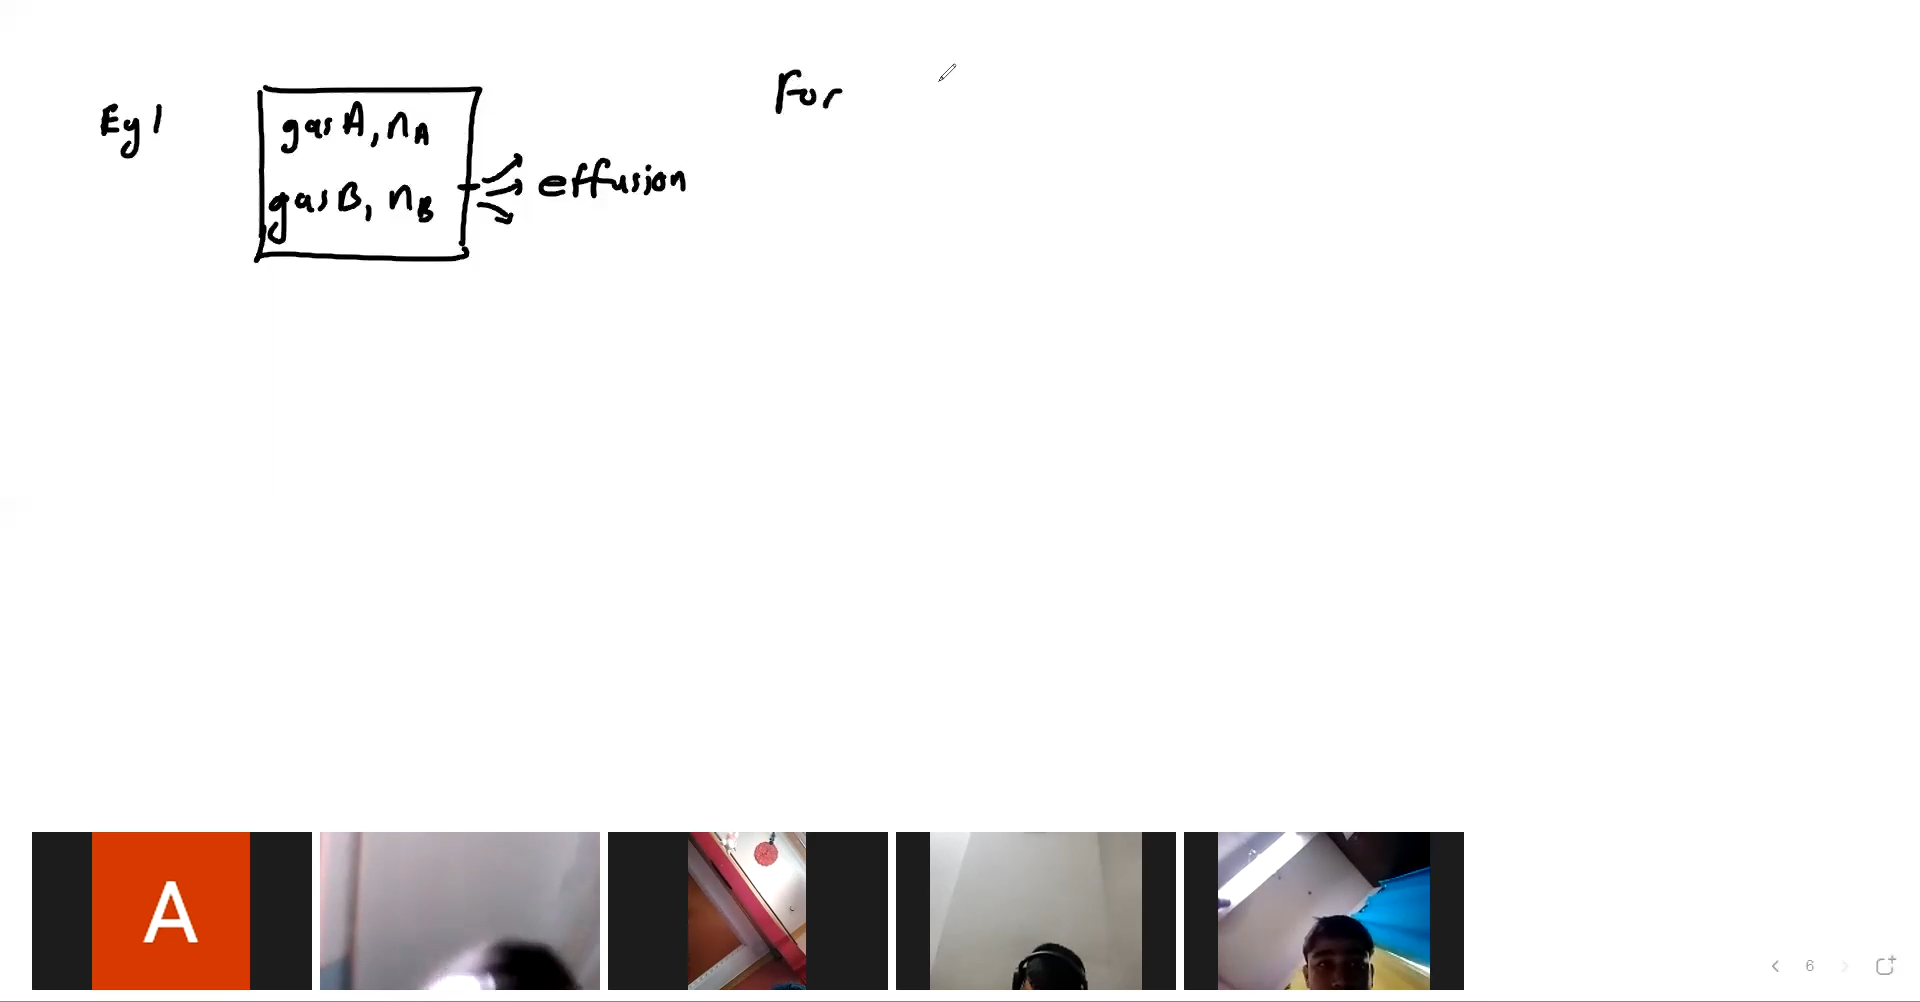 Eg 1
gas A, nA
gas B, nB
effusion
For
A
6